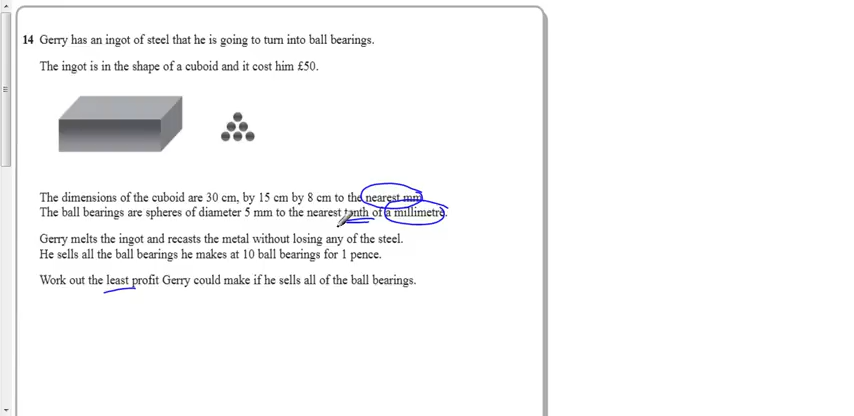 14 Gerry has an ingot of steel that he is going to turn into ball bearings.
The ingot is in the shape of a cuboid and it cost him £50.
The dimensions of the cuboid are 30 cm, by 15 cm by 8 cm to the nearest mm.
The ball bearings are spheres of diameter 5 mm to the nearest tenth of a millimetre.
Gerry melts the ingot and recasts the metal without losing any of the steel.
He sells all the ball bearings he makes at 10 ball bearings for 1 pence.
Work out the least profit Gerry could make if he sells all of the ball bearings.